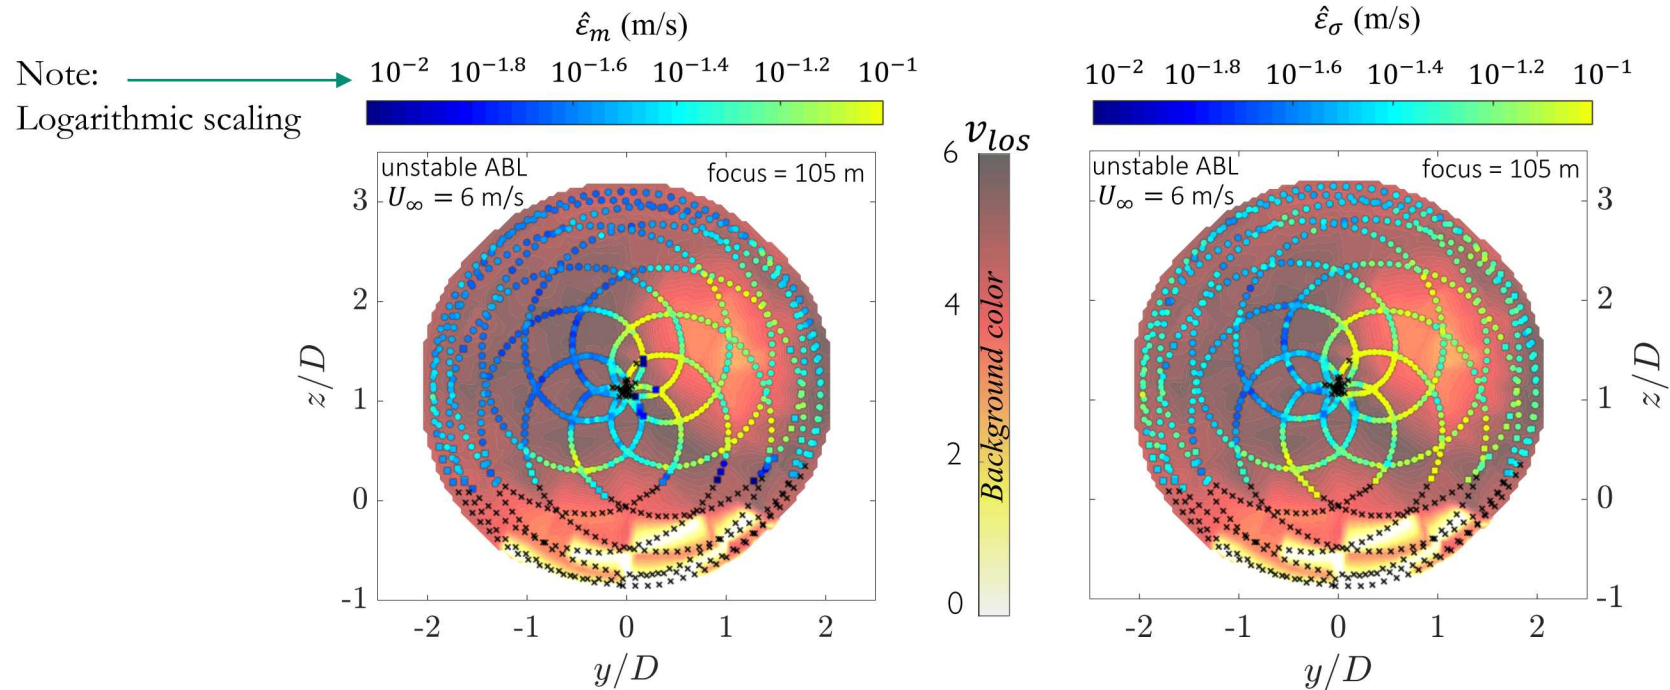 Note:
Logarithmic scaling
ε̂ₘ (m/s)
10⁻² 10⁻¹·⁸ 10⁻¹·⁶ 10⁻¹·⁴ 10⁻¹·² 10⁻¹
unstable ABL
U∞ = 6 m/s
focus = 105 m
z/D
3
2
1
0
-1
-2 -1 0 1 2
y/D
v_los
6
4
2
0
Background color
ε̂_σ (m/s)
10⁻² 10⁻¹·⁸ 10⁻¹·⁶ 10⁻¹·⁴ 10⁻¹·² 10⁻¹
unstable ABL
U∞ = 6 m/s
focus = 105 m
3
2
1
0
-1
z/D
-2 -1 0 1 2
y/D